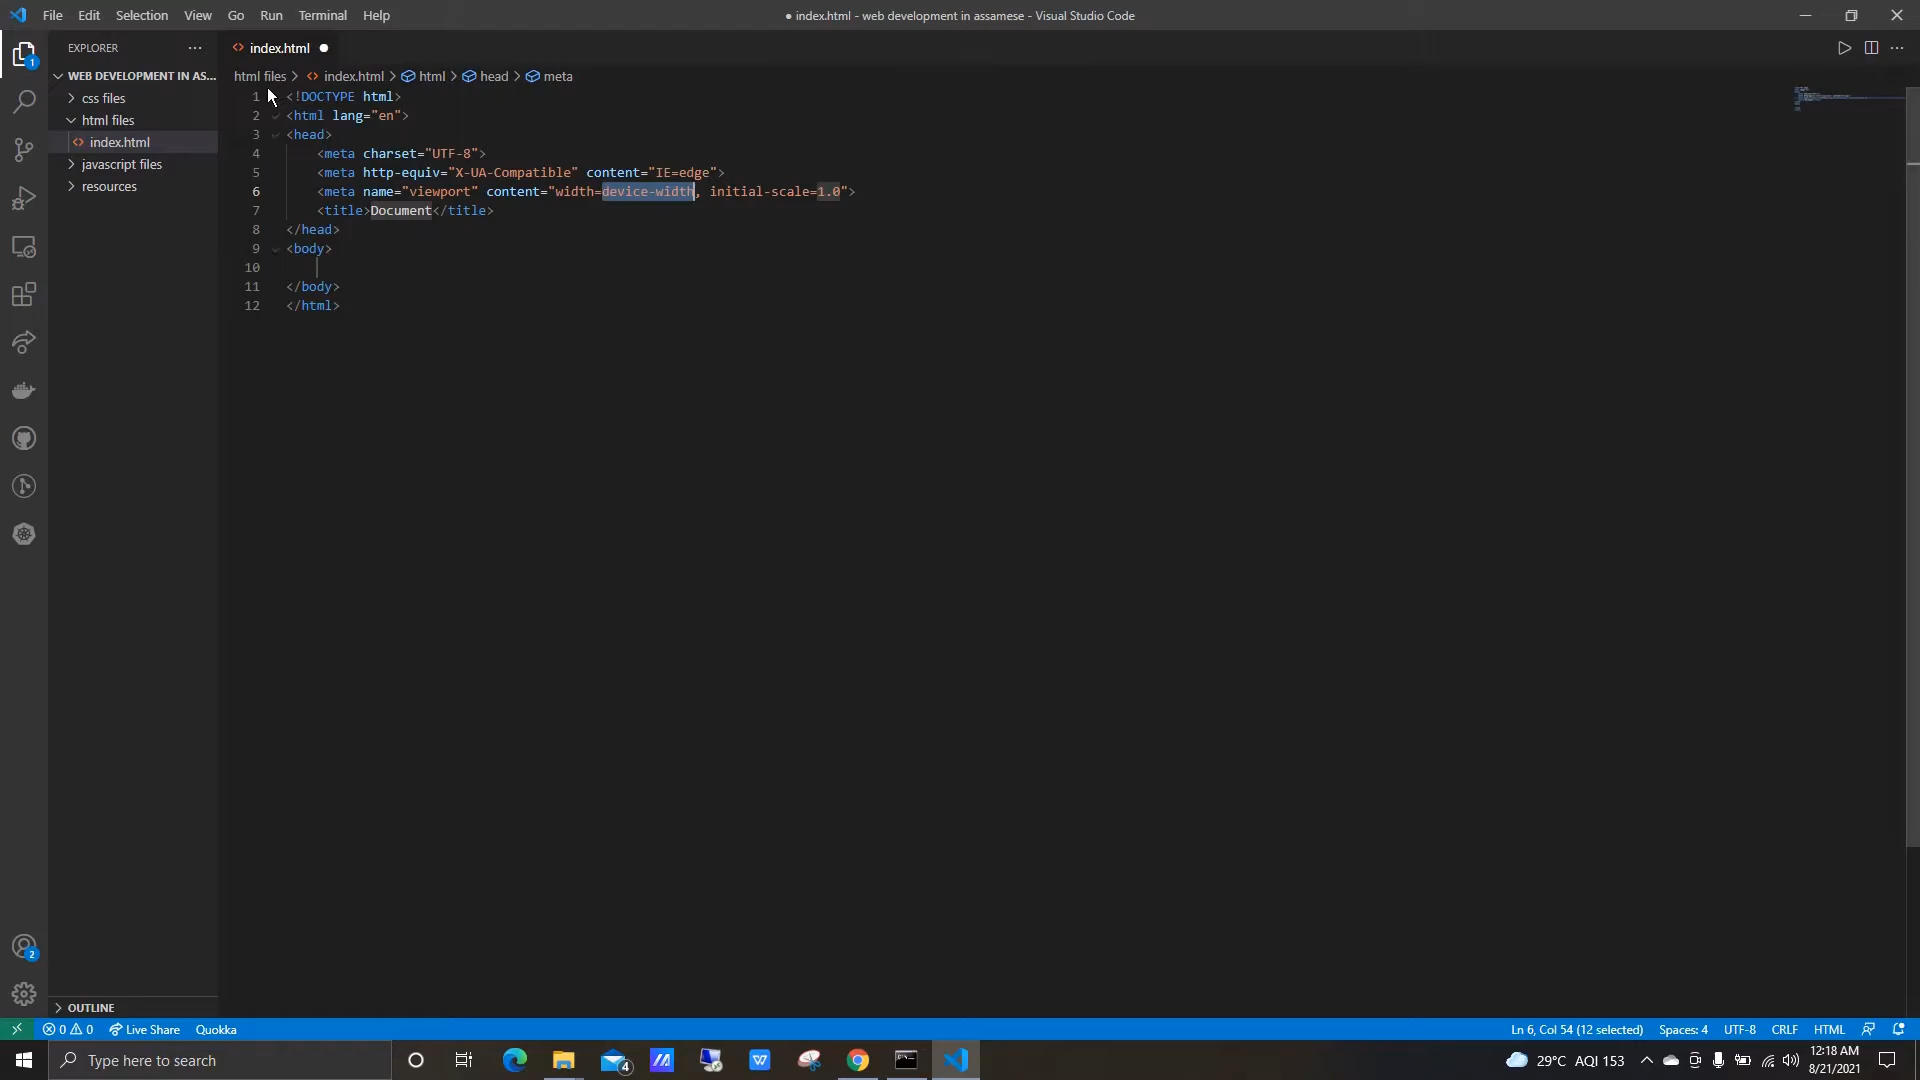 File Edit Selection View Go Run Terminal Help
● index.html - web development in assamese - Visual Studio Code
EXPLORER
index.html
1
WEB DEVELOPMENT IN AS...
css files
html files
index.html
javascript files
resources
html files > index.html > html > head > meta
1 <!DOCTYPE html>
2 <html lang="en">
3 <head>
4 <meta charset="UTF-8">
5 <meta http-equiv="X-UA-Compatible" content="IE=edge">
6 <meta name="viewport" content="width=device-width, initial-scale=1.0">
7 <title>Document</title>
8 </head>
9 <body>
10
11 </body>
12 </html>
2
OUTLINE
0 0 Live Share Quokka
Ln 6, Col 54 (12 selected) Spaces: 4 UTF-8 CRLF HTML
Type here to search
4
29°C AQI 153
12:18 AM
8/21/2021